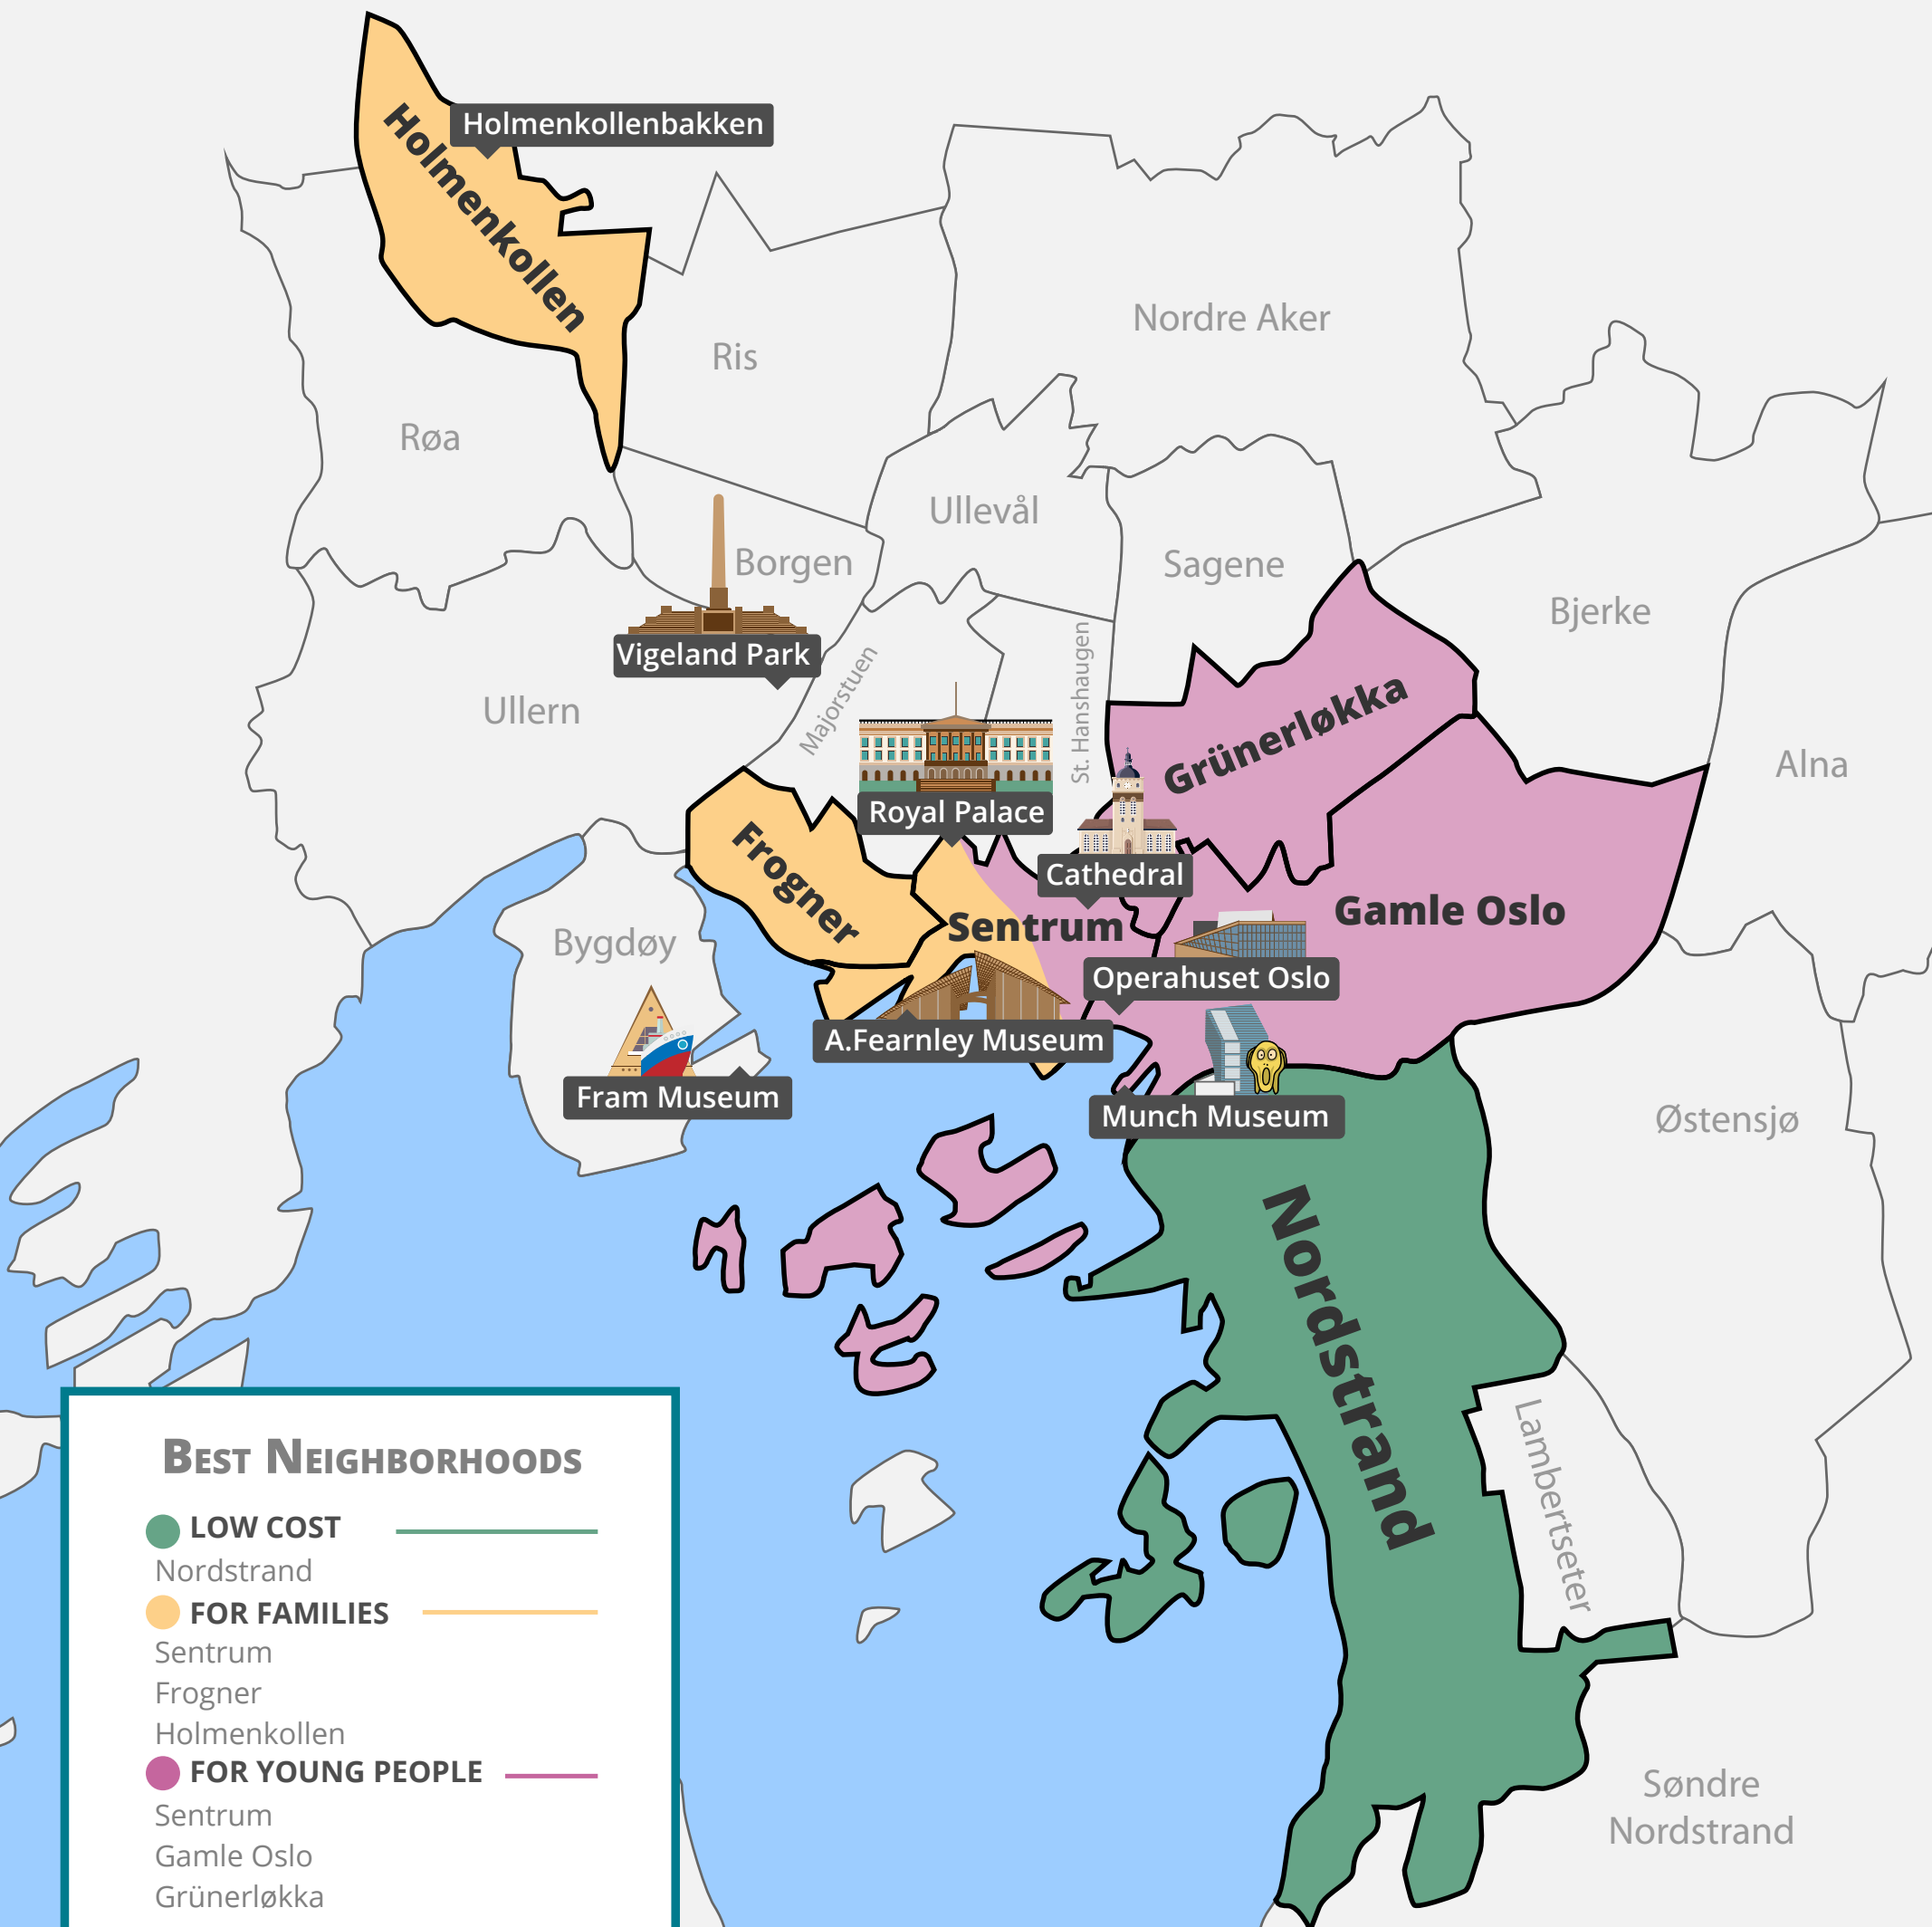 Holmenkollenbakken
Holmenkollen
Nordre Aker
Ris
Røa
Ullevål
Borgen
Sagene
Bjerke
Vigeland Park
Majorstuen
St. Hanshaugen
Ullern
Grünerløkka
Alna
Royal Palace
Frogner
Cathedral
Sentrum
Gamle Oslo
Bygdøy
Operahuset Oslo
A.Fearnley Museum
Fram Museum
Munch Museum
Østensjø
Nordstrand
Lambertseter
Søndre
Nordstrand
Best Neighborhoods
LOW COST
Nordstrand
FOR FAMILIES
Sentrum
Frogner
Holmenkollen
FOR YOUNG PEOPLE
Sentrum
Gamle Oslo
Grünerløkka